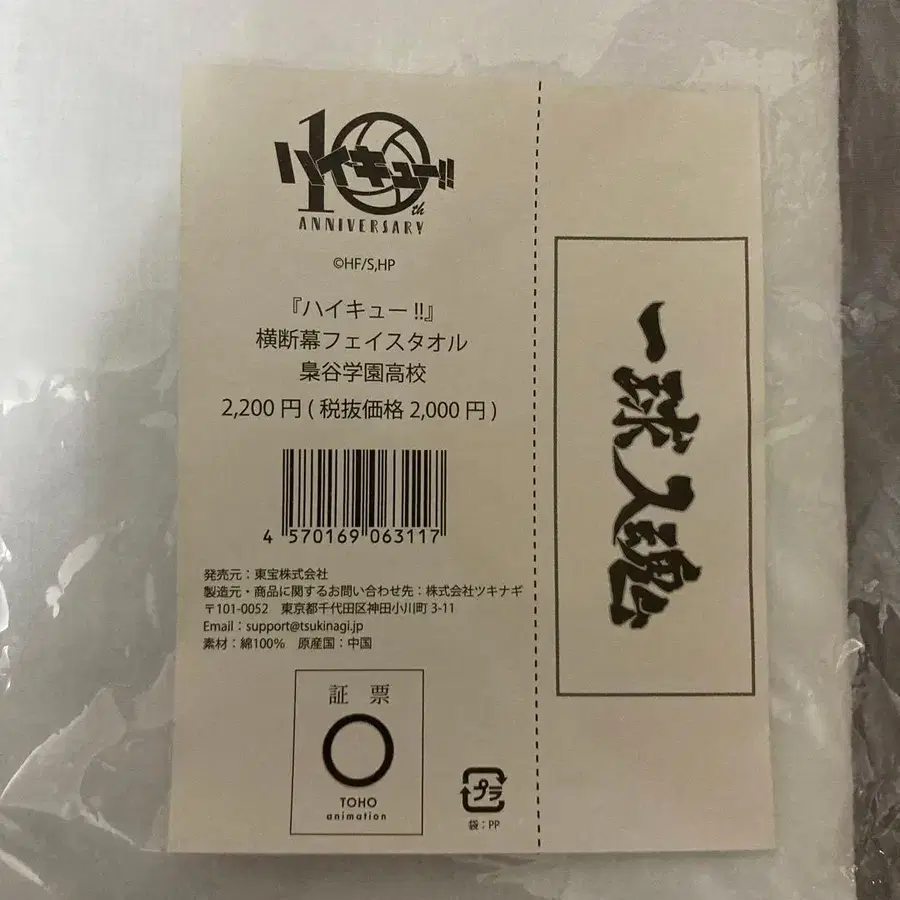 10th
ハイキュー!!
ANNIVERSARY
©HF/S,HP
『ハイキュー!!』
横断幕フェイスタオル
梟谷学園高校
2,200 円 ( 税抜価格 2,000 円 )
4 570169 063117
発売元：東宝株式会社
製造元・商品に関するお問い合わせ先：株式会社ツキナギ
〒101-0052　東京都千代田区神田小川町 3-11
Email：support@tsukinagi.jp
素材：綿100%　原産国：中国
証 票
TOHO
animation
プラ
袋：PP
一球入魂